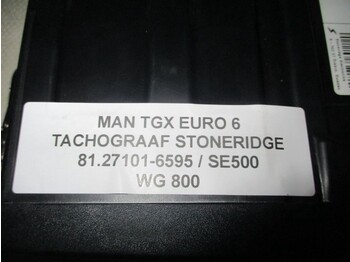 MAN TGX EURO 6
TACHOGRAAF STONERIDGE
81.27101-6595 / SE500
WG 800